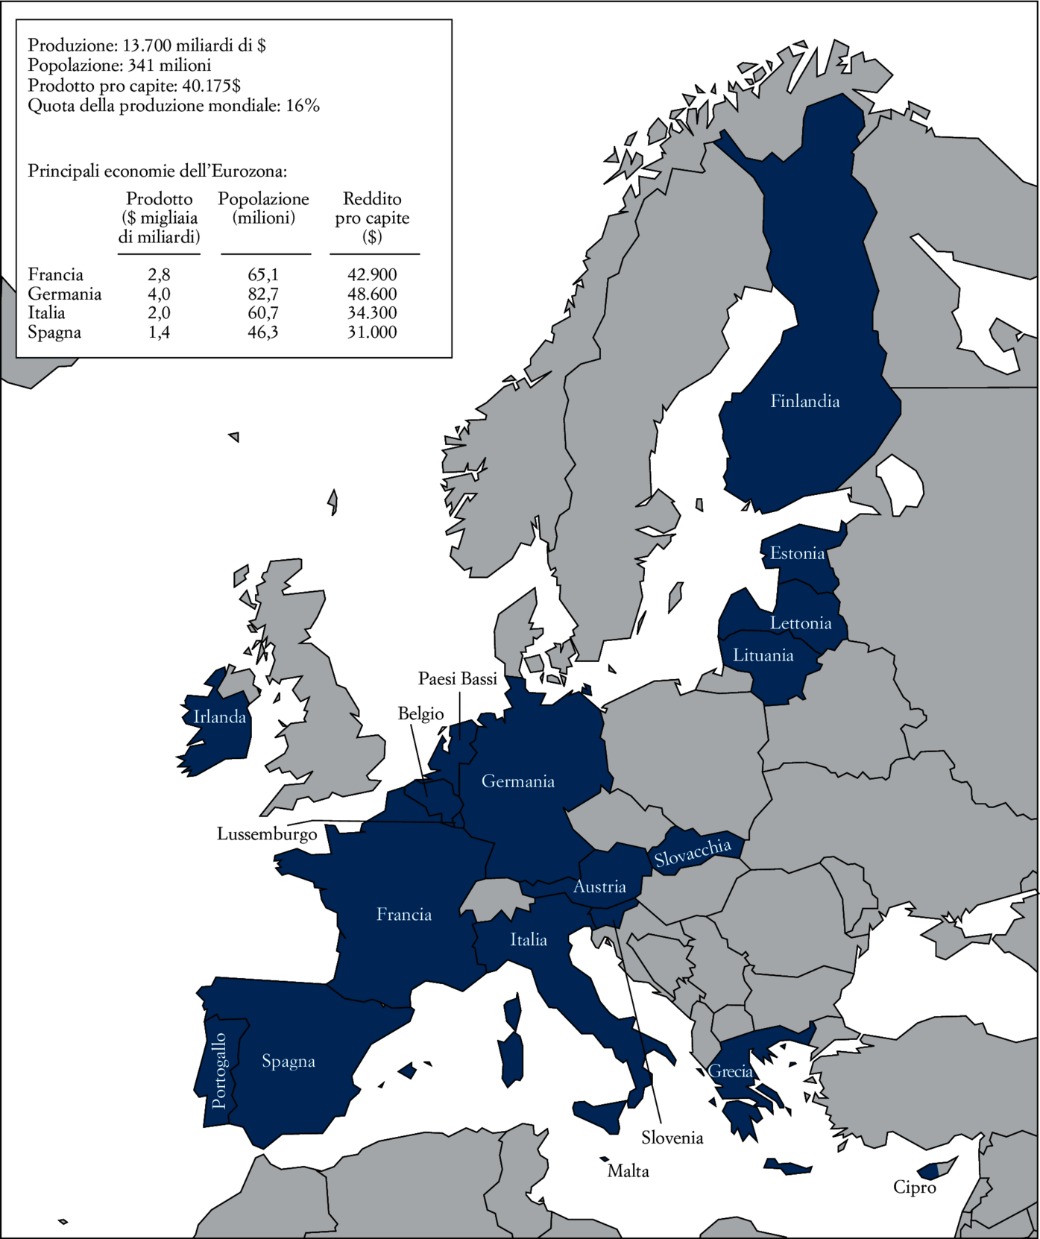 Produzione: 13.700 miliardi di $
Popolazione: 341 milioni
Prodotto pro capite: 40.175$
Quota della produzione mondiale: 16%
Principali economie dell'Eurozona:
Prodotto Popolazione Reddito
($ migliaia (milioni) pro capite
di miliardi) ($)
Francia 2,8 65,1 42.900
Germania 4,0 82,7 48.600
Italia 2,0 60,7 34.300
Spagna 1,4 46,3 31.000
Finlandia
Estonia
Lettonia
Lituania
Paesi Bassi
Belgio
Irlanda
Germania
Lussemburgo
Slovacchia
Austria
Francia
Italia
Portogallo
Spagna
Grecia
Slovenia
Malta
Cipro